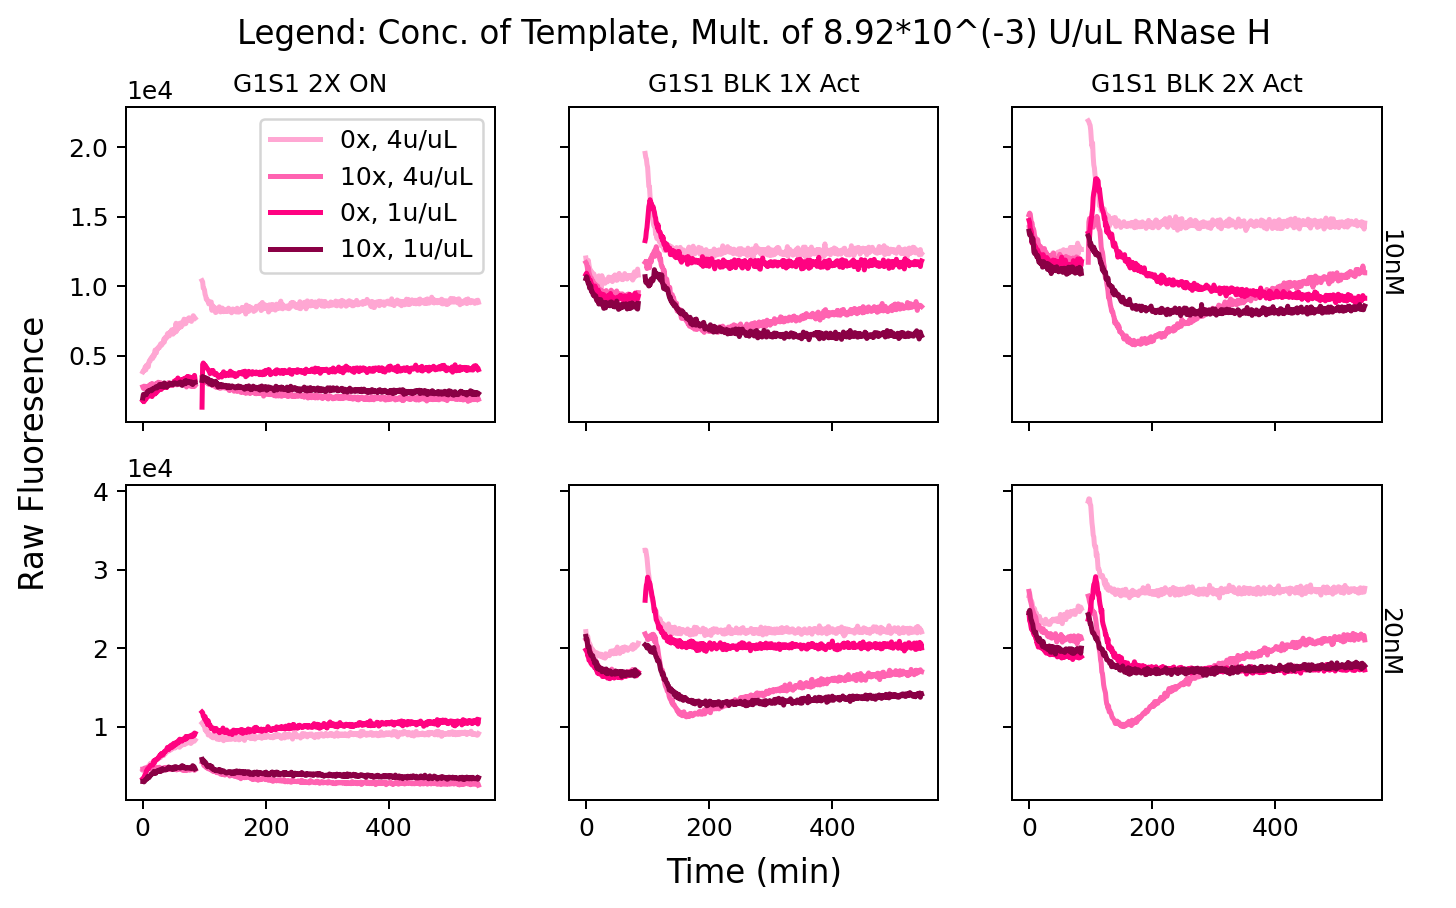 Legend: Conc. of Template, Mult. of 8.92*10^(-3) U/uL RNase H
G1S1 2X ON
G1S1 BLK 1X Act
G1S1 BLK 2X Act
1e4
0x, 4u/uL
10x, 4u/uL
0x, 1u/uL
10x, 1u/uL
2.0
1.5
1.0
0.5
10nM
Raw Fluoresence
1e4
4
3
2
1
20nM
0 200 400
0 200 400
0 200 400
Time (min)